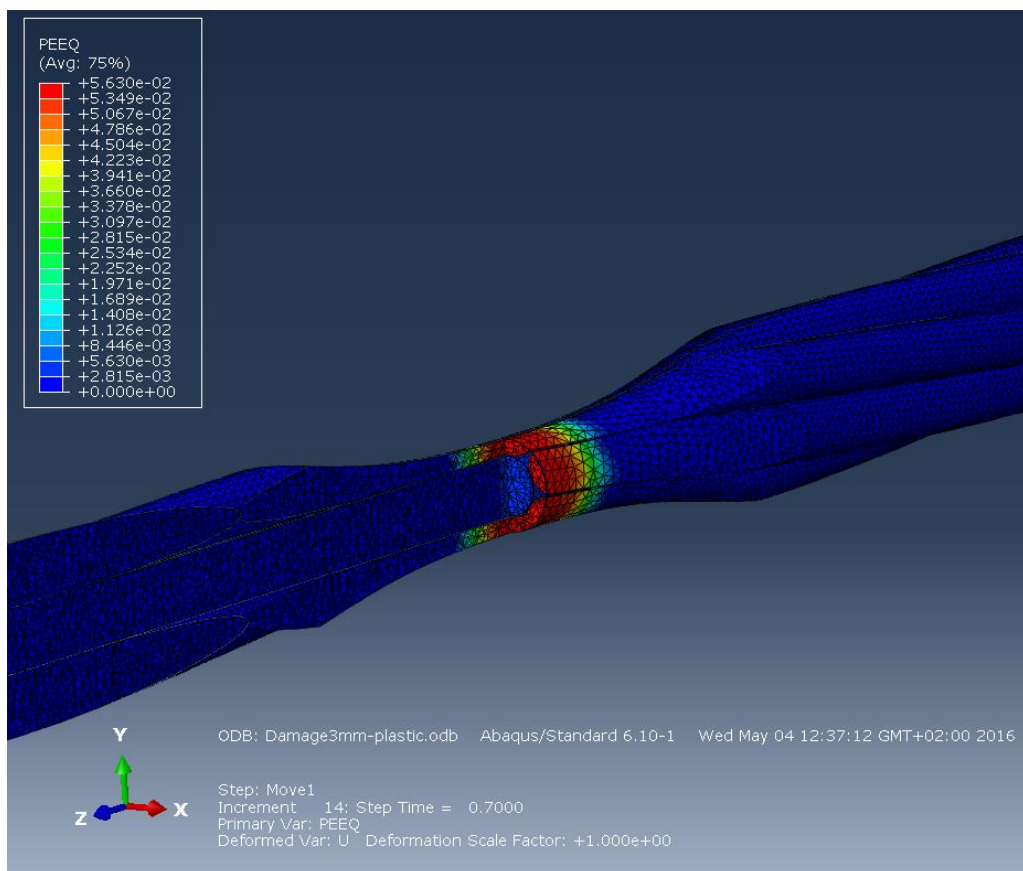 PEEQ
(Avg: 75%)
+5.630e-02
+5.349e-02
+5.067e-02
+4.786e-02
+4.504e-02
+4.223e-02
+3.941e-02
+3.660e-02
+3.378e-02
+3.097e-02
+2.815e-02
+2.534e-02
+2.252e-02
+1.971e-02
+1.689e-02
+1.408e-02
+1.126e-02
+8.446e-03
+5.630e-03
+2.815e-03
+0.000e+00
Y
Z
X
ODB: Damage3mm-plastic.odb Abaqus/Standard 6.10-1 Wed May 04 12:37:12 GMT+02:00 2016
Step: Move1
Increment 14: Step Time = 0.7000
Primary Var: PEEQ
Deformed Var: U Deformation Scale Factor: +1.000e+00